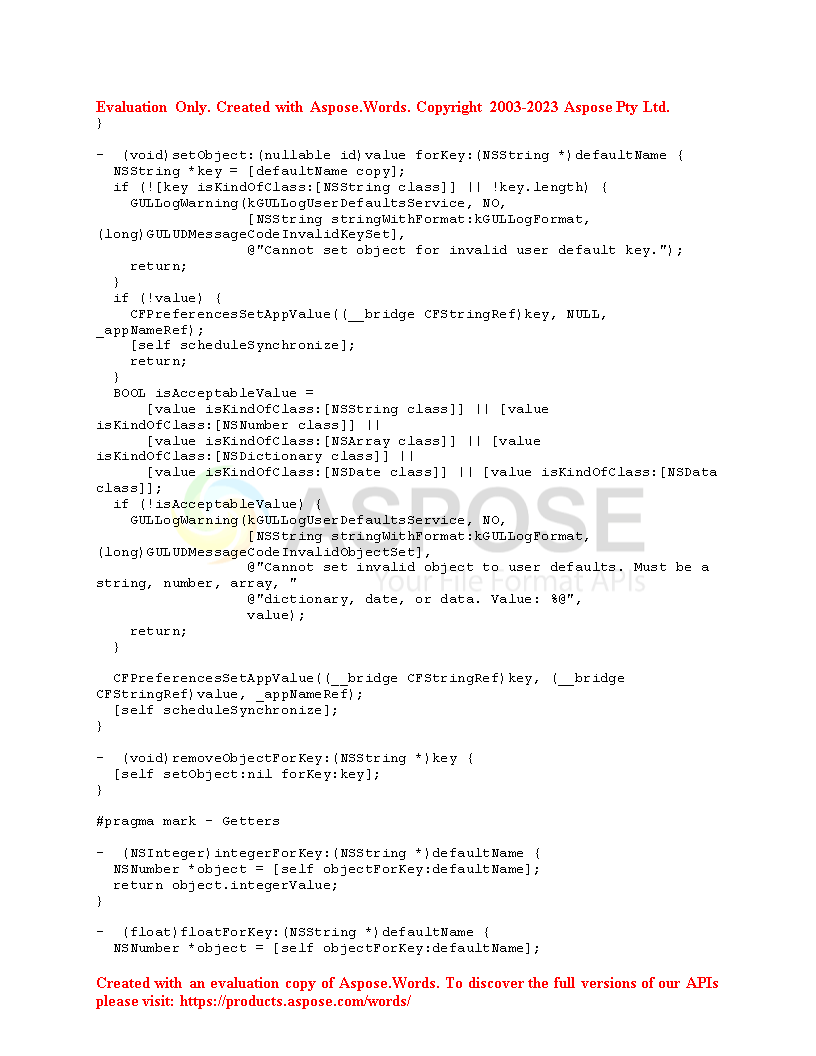 Evaluation Only. Created with Aspose.Words. Copyright 2003-2023 Aspose Pty Ltd.
}

-  (void)setObject:(nullable id)value forKey:(NSString *)defaultName {
  NSString *key = [defaultName copy];
  if (![key isKindOfClass:[NSString class]] || !key.length) {
    GULLogWarning(kGULLogUserDefaultsService, NO,
                  [NSString stringWithFormat:kGULLogFormat,
(long)GULUDMessageCodeInvalidKeySet],
                  @"Cannot set object for invalid user default key.");
    return;
  }
  if (!value) {
    CFPreferencesSetAppValue((__bridge CFStringRef)key, NULL,
_appNameRef);
    [self scheduleSynchronize];
    return;
  }
  BOOL isAcceptableValue =
      [value isKindOfClass:[NSString class]] || [value
isKindOfClass:[NSNumber class]] ||
      [value isKindOfClass:[NSArray class]] || [value
isKindOfClass:[NSDictionary class]] ||
      [value isKindOfClass:[NSDate class]] || [value isKindOfClass:[NSData
class]];
  if (!isAcceptableValue) {
    GULLogWarning(kGULLogUserDefaultsService, NO,
                  [NSString stringWithFormat:kGULLogFormat,
(long)GULUDMessageCodeInvalidObjectSet],
                  @"Cannot set invalid object to user defaults. Must be a
string, number, array, "
                  @"dictionary, date, or data. Value: %@",
                  value);
    return;
  }

  CFPreferencesSetAppValue((__bridge CFStringRef)key, (__bridge
CFStringRef)value, _appNameRef);
  [self scheduleSynchronize];
}

-  (void)removeObjectForKey:(NSString *)key {
  [self setObject:nil forKey:key];
}

#pragma mark - Getters

-  (NSInteger)integerForKey:(NSString *)defaultName {
  NSNumber *object = [self objectForKey:defaultName];
  return object.integerValue;
}

-  (float)floatForKey:(NSString *)defaultName {
  NSNumber *object = [self objectForKey:defaultName];

ASPOSE
Your File Format APIs
Created with an evaluation copy of Aspose.Words. To discover the full versions of our APIs
please visit: https://products.aspose.com/words/